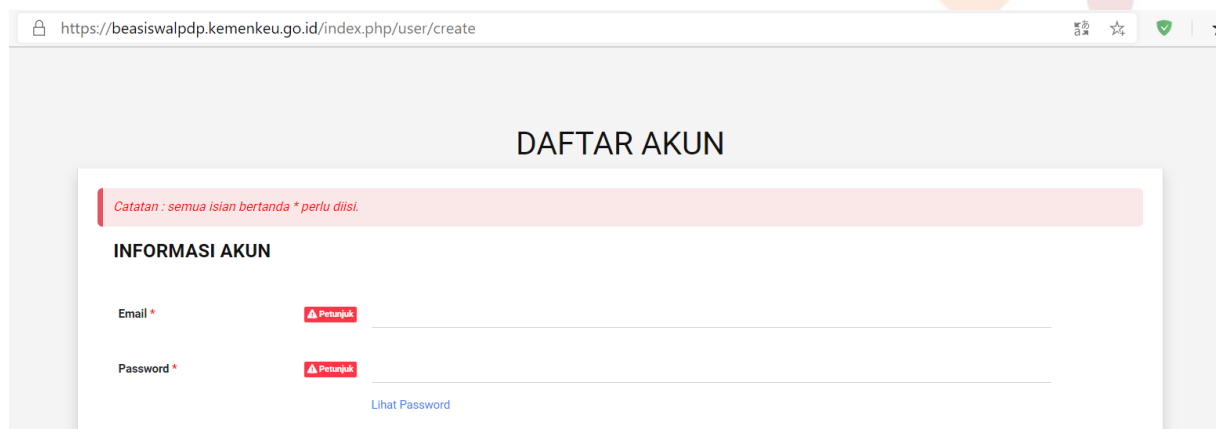 https://beasiswalpdp.kemenkeu.go.id/index.php/user/create
DAFTAR AKUN
Catatan : semua isian bertanda * perlu diisi.
INFORMASI AKUN
Email *
Petunjuk
Password *
Petunjuk
Lihat Password